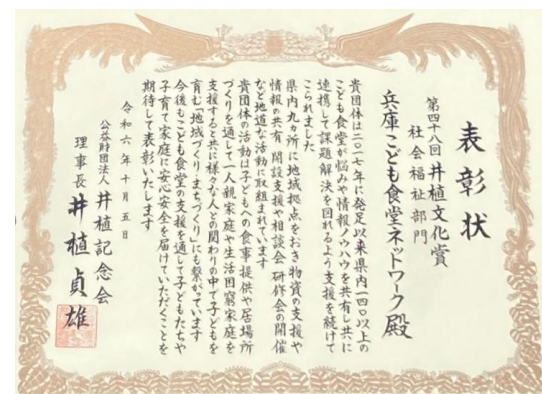 表彰状
第四十八回 井植文化賞
社会福祉部門
兵庫こども食堂ネットワーク殿
貴団体は二〇一七年に発足以来県内一四〇以上の
こども食堂が悩みや情報ノウハウを共有し共に
連携して課題解決を図れるよう支援を続けて
こられました
県内九カ所に地域拠点をおき物資の支援や
情報の共有 開設支援や相談会 研修会の開催
など地道な活動に取組まれています
貴団体の活動は子どもへの食事提供や居場所
づくりを通して一人親家庭や生活困窮家庭を
支援すると共に様々な人との関わりの中で子どもを
育む「地域づくりまちづくり」にも繋がっています
今後もこども食堂の支援を通して子どもたちや
子育て家庭に安心安全を届けていただくことを
期待して表彰いたします
令和六年十月五日
公益財団法人 井植記念会
理事長 井植貞雄